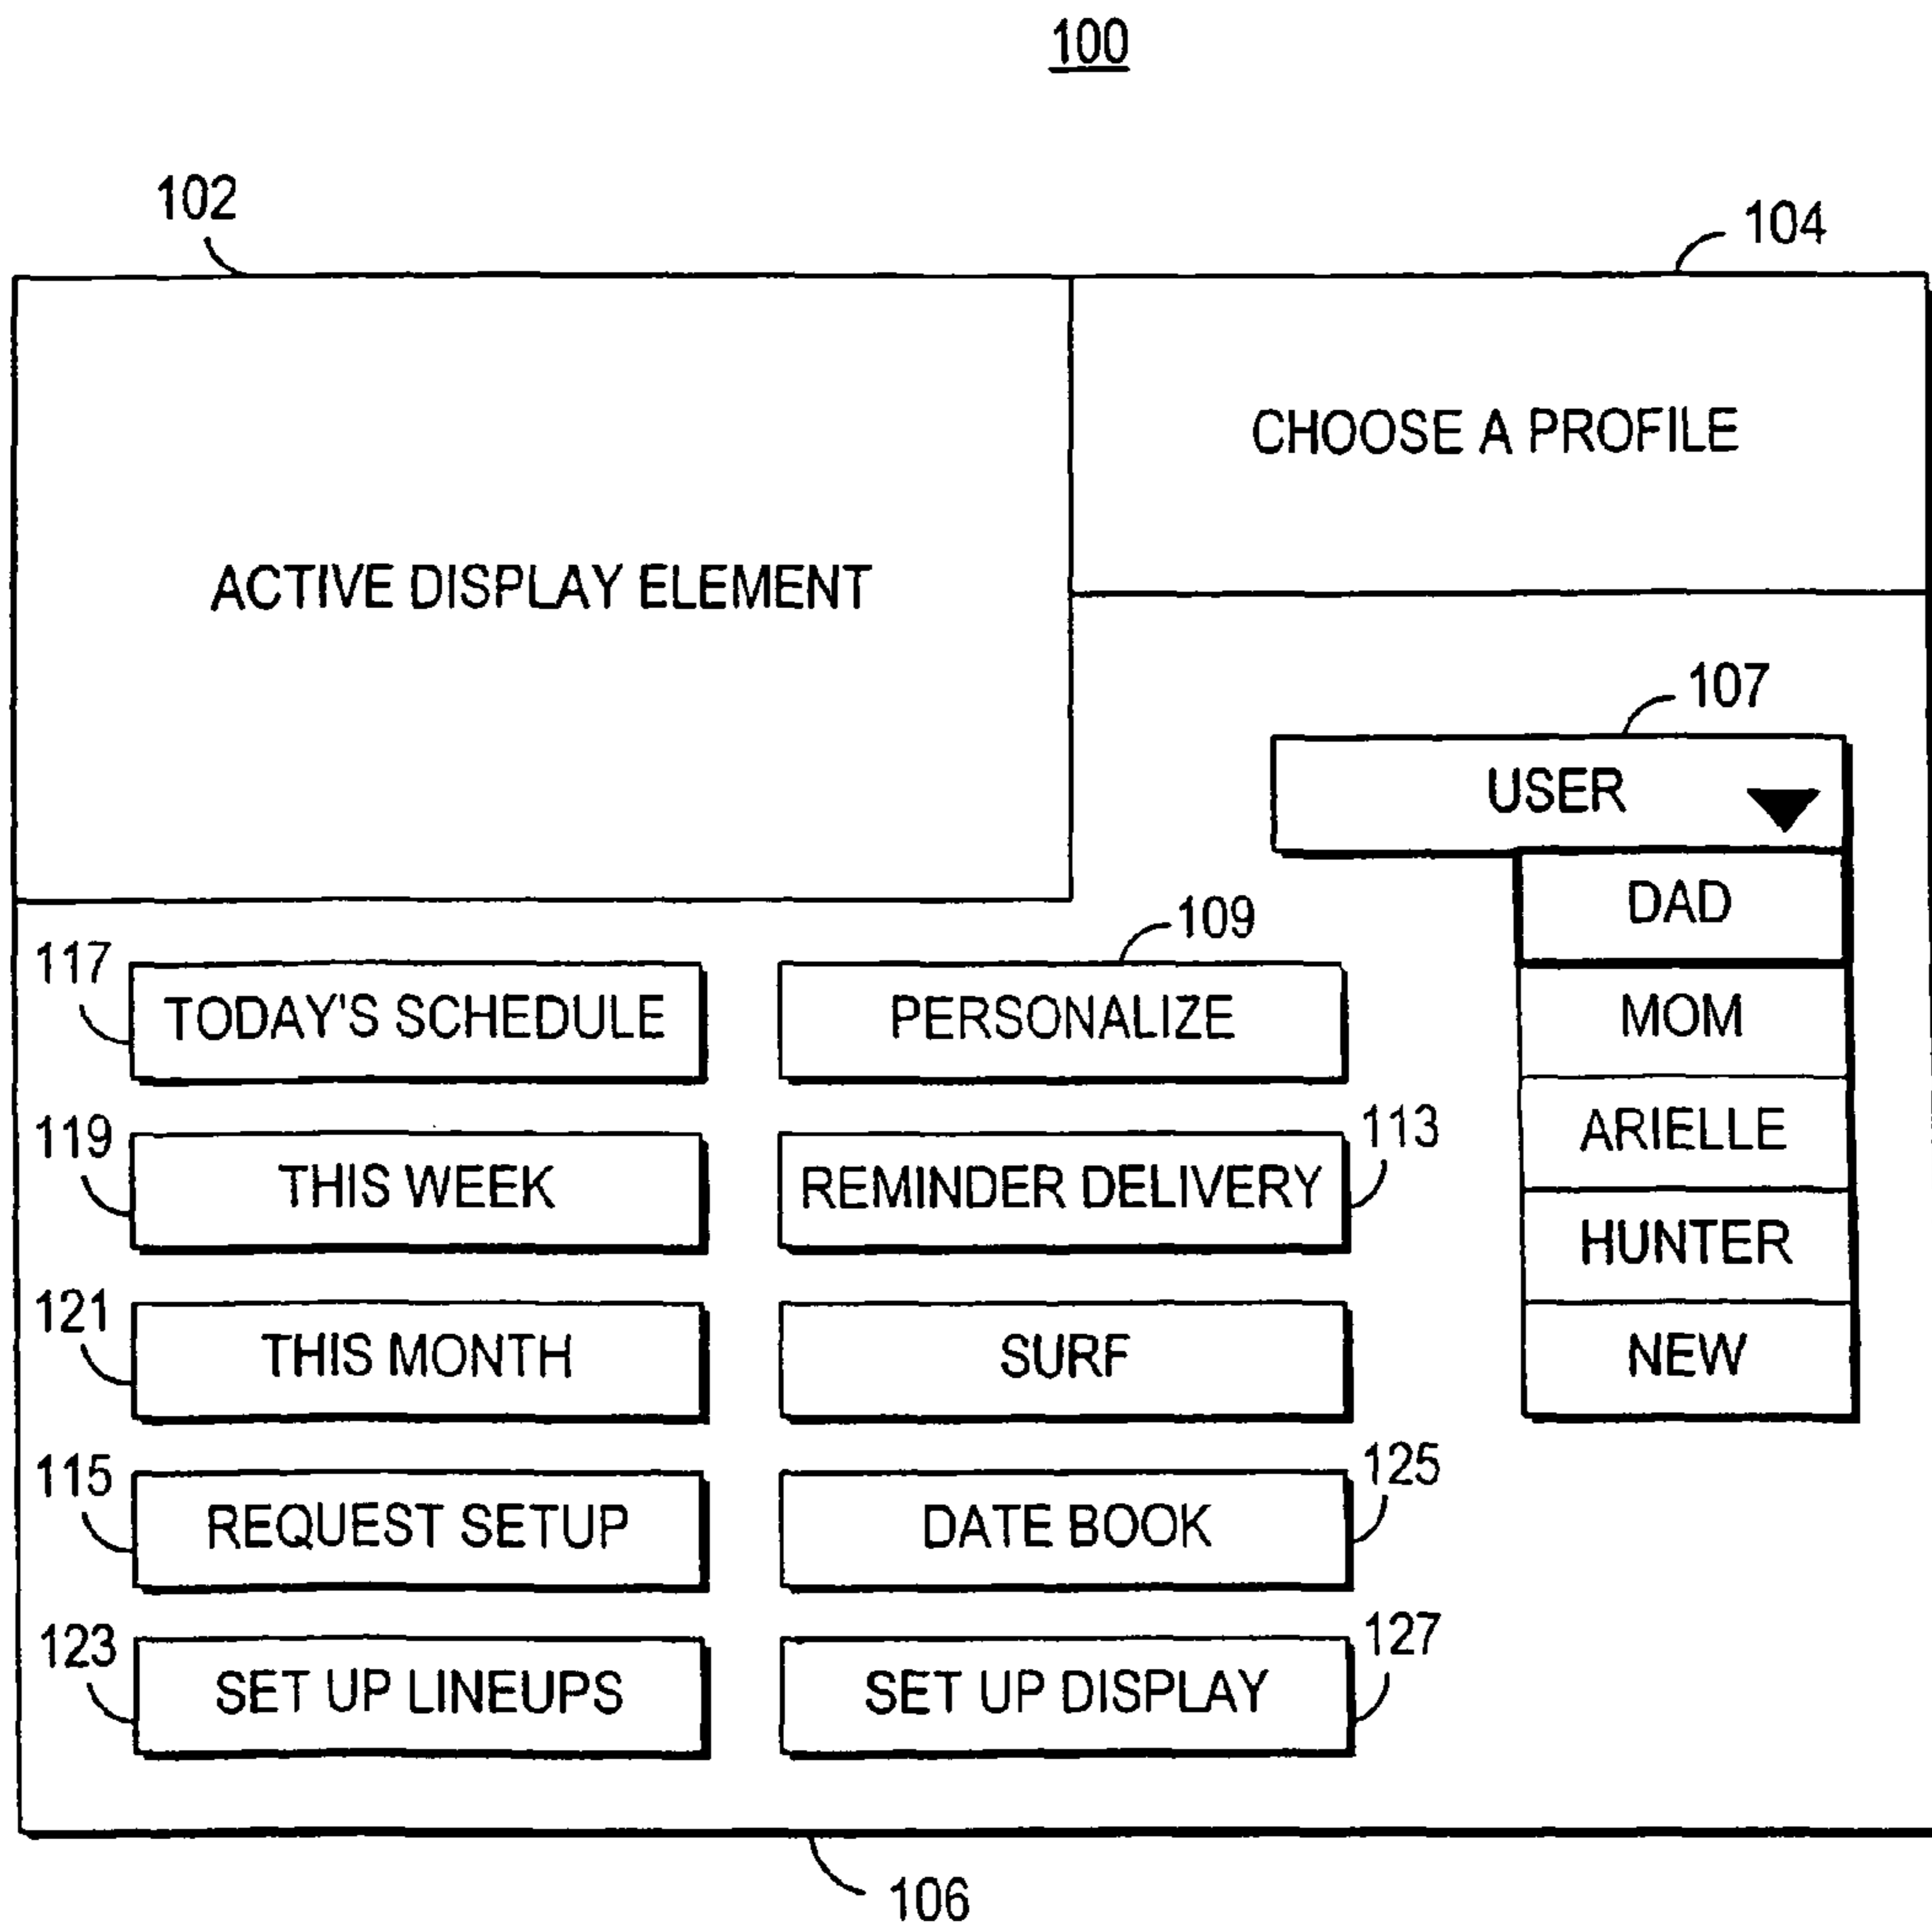 100
102
104
CHOOSE A PROFILE
ACTIVE DISPLAY ELEMENT
107
USER
DAD
MOM
ARIELLE
HUNTER
NEW
117
TODAY'S SCHEDULE
109
PERSONALIZE
119
THIS WEEK
REMINDER DELIVERY
113
121
THIS MONTH
SURF
115
REQUEST SETUP
DATE BOOK
125
123
SET UP LINEUPS
SET UP DISPLAY
127
106